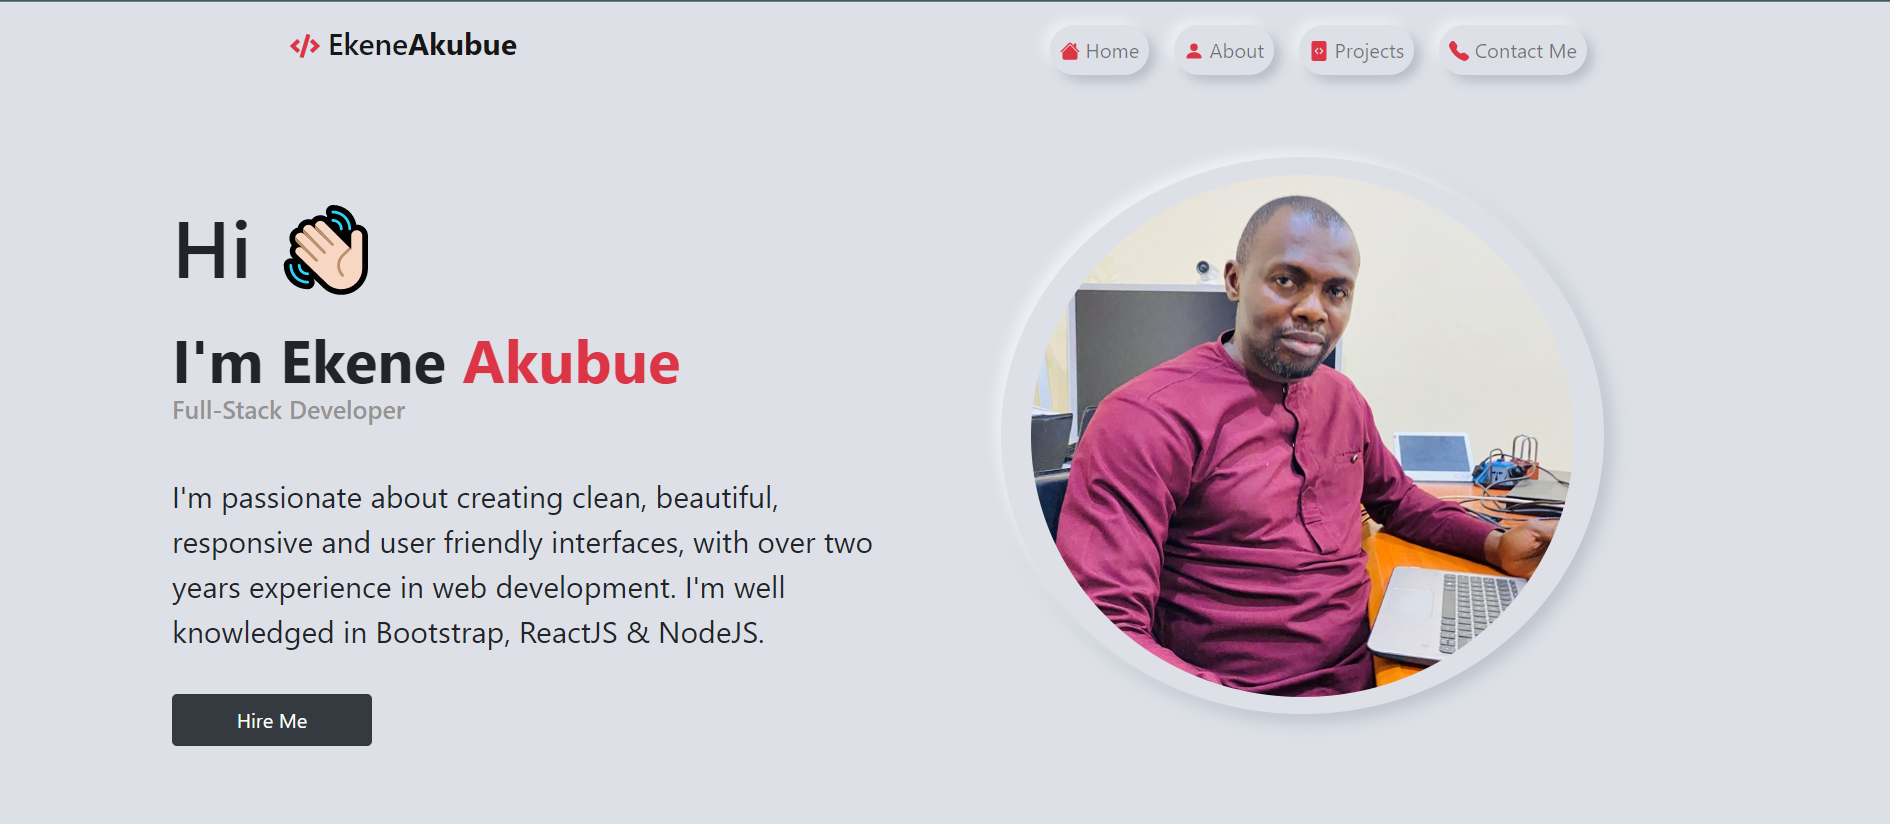 </> EkeneAkubue
Home
About
Projects
Contact Me
Hi
I'm Ekene Akubue
Full-Stack Developer
I'm passionate about creating clean, beautiful,
responsive and user friendly interfaces, with over two
years experience in web development. I'm well
knowledged in Bootstrap, ReactJS & NodeJS.
Hire Me